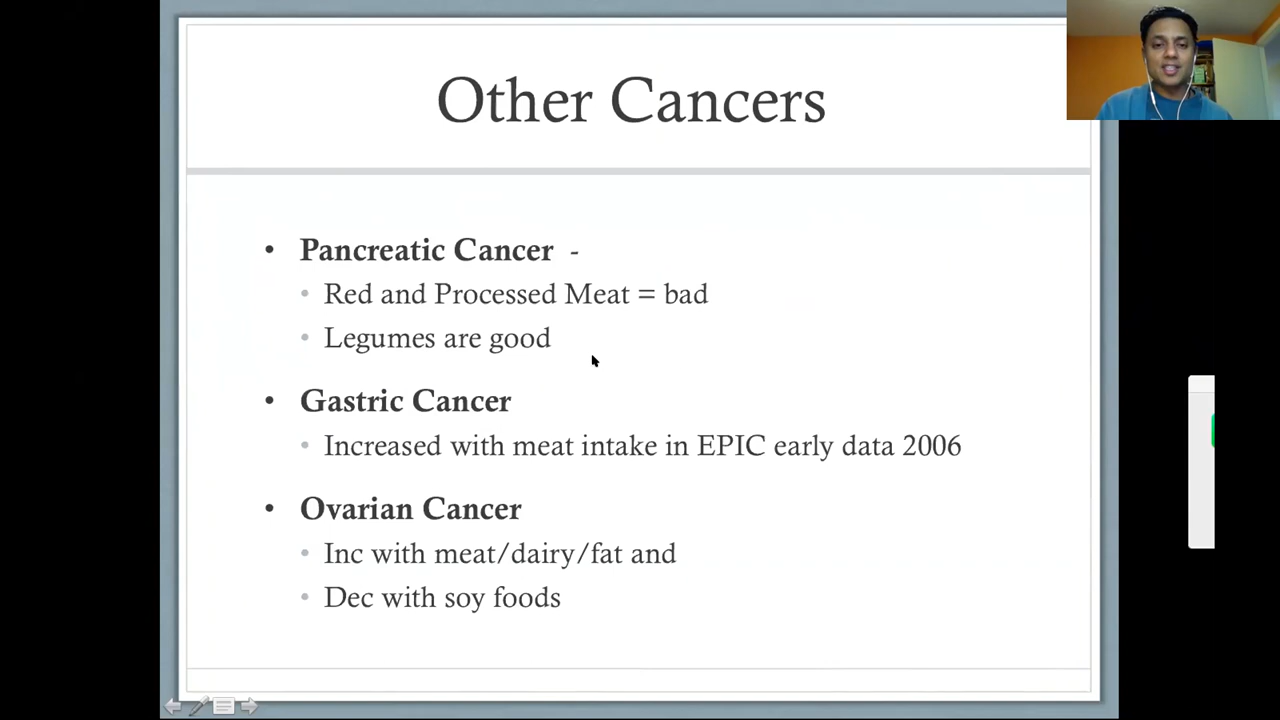 Other Cancers
• Pancreatic Cancer -
• Red and Processed Meat = bad
• Legumes are good
• Gastric Cancer
• Increased with meat intake in EPIC early data 2006
• Ovarian Cancer
• Inc with meat/dairy/fat and
• Dec with soy foods